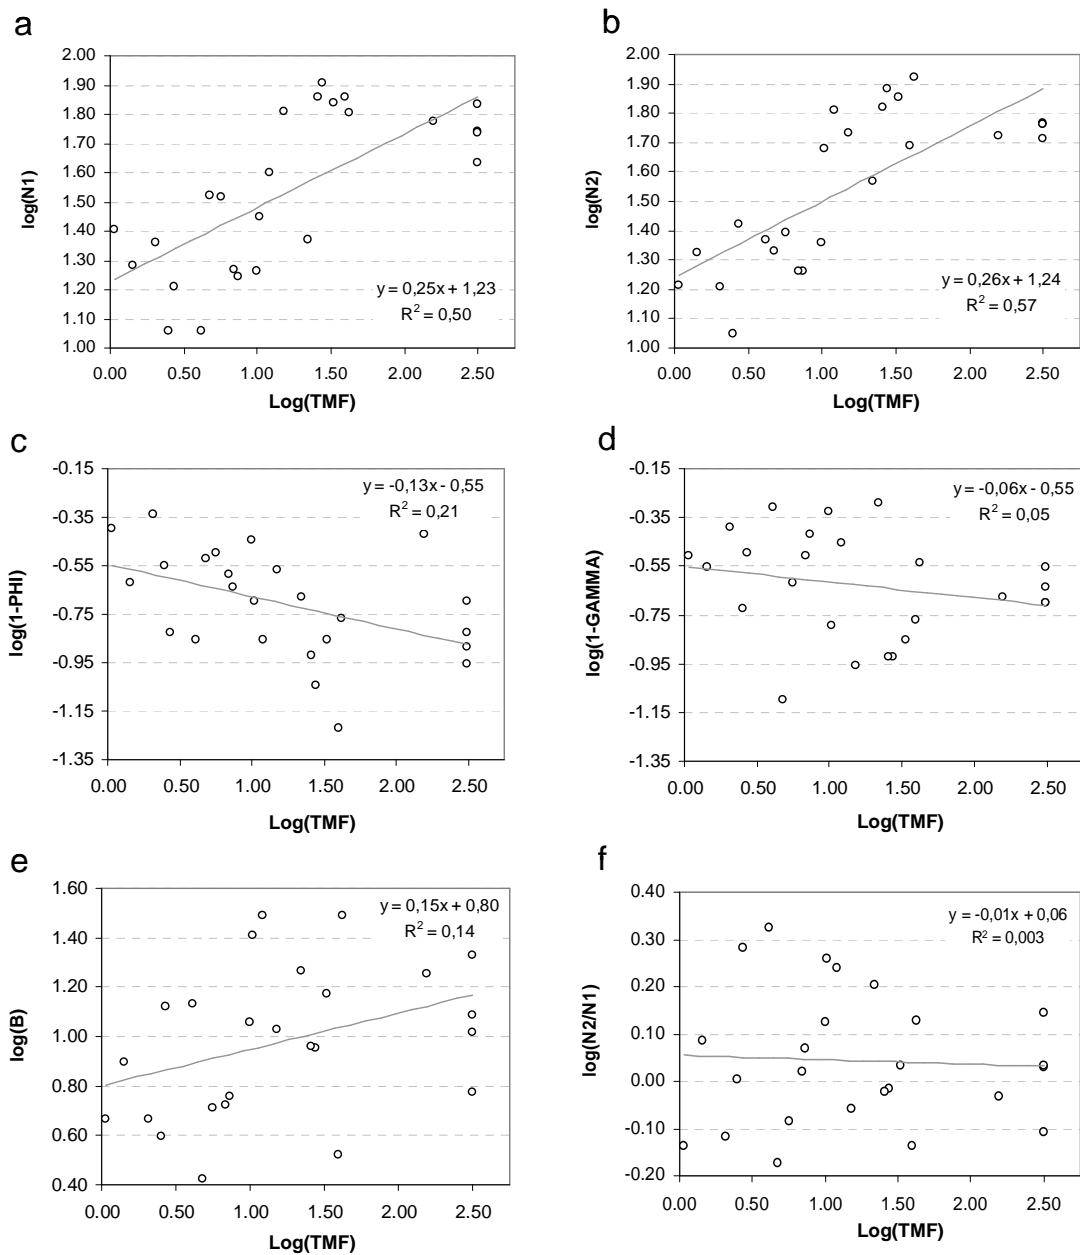 a
2.00
1.90
1.80
1.70
1.60
1.50
1.40
1.30
1.20
1.10
1.00
log(N1)
y = 0,25x + 1,23
R² = 0,50
0.00 0.50 1.00 1.50 2.00 2.50
Log(TMF)
b
2.00
1.90
1.80
1.70
1.60
1.50
1.40
1.30
1.20
1.10
1.00
log(N2)
y = 0,26x + 1,24
R² = 0,57
0.00 0.50 1.00 1.50 2.00 2.50
Log(TMF)
c
-0.15
-0.35
-0.55
-0.75
-0.95
-1.15
-1.35
log(1-PHI)
y = -0,13x - 0,55
R² = 0,21
0.00 0.50 1.00 1.50 2.00 2.50
Log(TMF)
d
-0.15
-0.35
-0.55
-0.75
-0.95
-1.15
-1.35
log(1-GAMMA)
y = -0,06x - 0,55
R² = 0,05
0.00 0.50 1.00 1.50 2.00 2.50
Log(TMF)
e
1.60
1.40
1.20
1.00
0.80
0.60
0.40
log(B)
y = 0,15x + 0,80
R² = 0,14
0.00 0.50 1.00 1.50 2.00 2.50
Log(TMF)
f
0.40
0.30
0.20
0.10
0.00
-0.10
-0.20
log(N2/N1)
y = -0,01x + 0,06
R² = 0,003
0.00 0.50 1.00 1.50 2.00 2.50
Log(TMF)